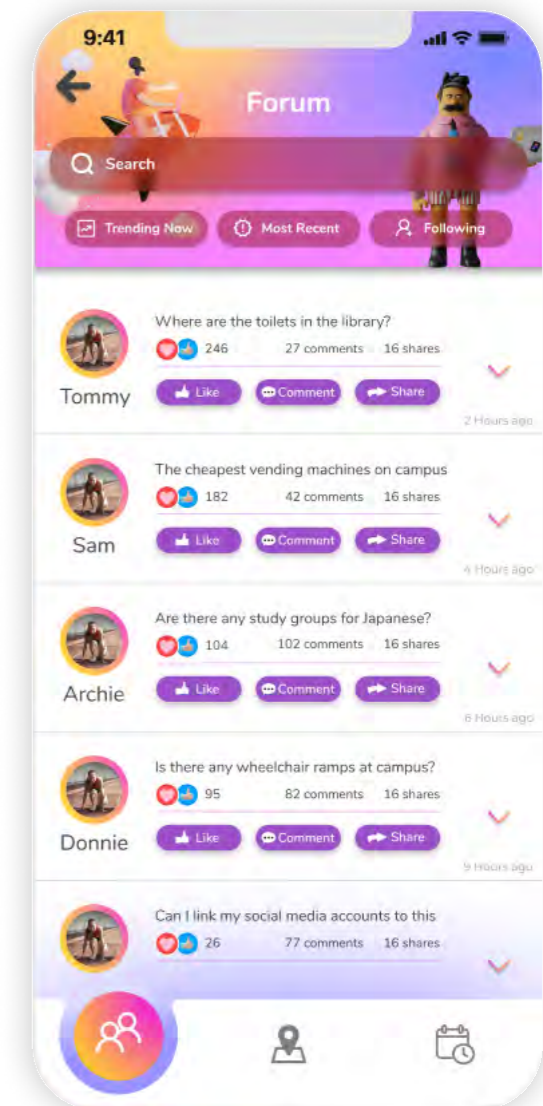 9:41
Forum
Search
Trending Now Most Recent Following
Where are the toilets in the library?
246 27 comments 16 shares
Tommy Like Comment Share
2 Hours ago
The cheapest vending machines on campus
182 42 comments 16 shares
Sam Like Comment Share
4 Hours ago
Are there any study groups for Japanese?
104 102 comments 16 shares
Archie Like Comment Share
6 Hours ago
Is there any wheelchair ramps at campus?
95 82 comments 16 shares
Donnie Like Comment Share
9 Hours ago
Can I link my social media accounts to this
26 77 comments 16 shares